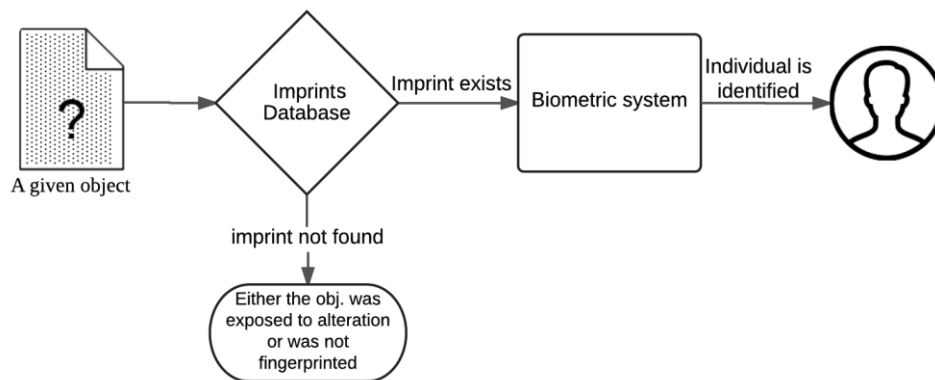 ?
A given object
Imprints
Database
Imprint exists
Biometric system
Individual is
identified
imprint not found
Either the obj. was
exposed to alteration
or was not
fingerprinted